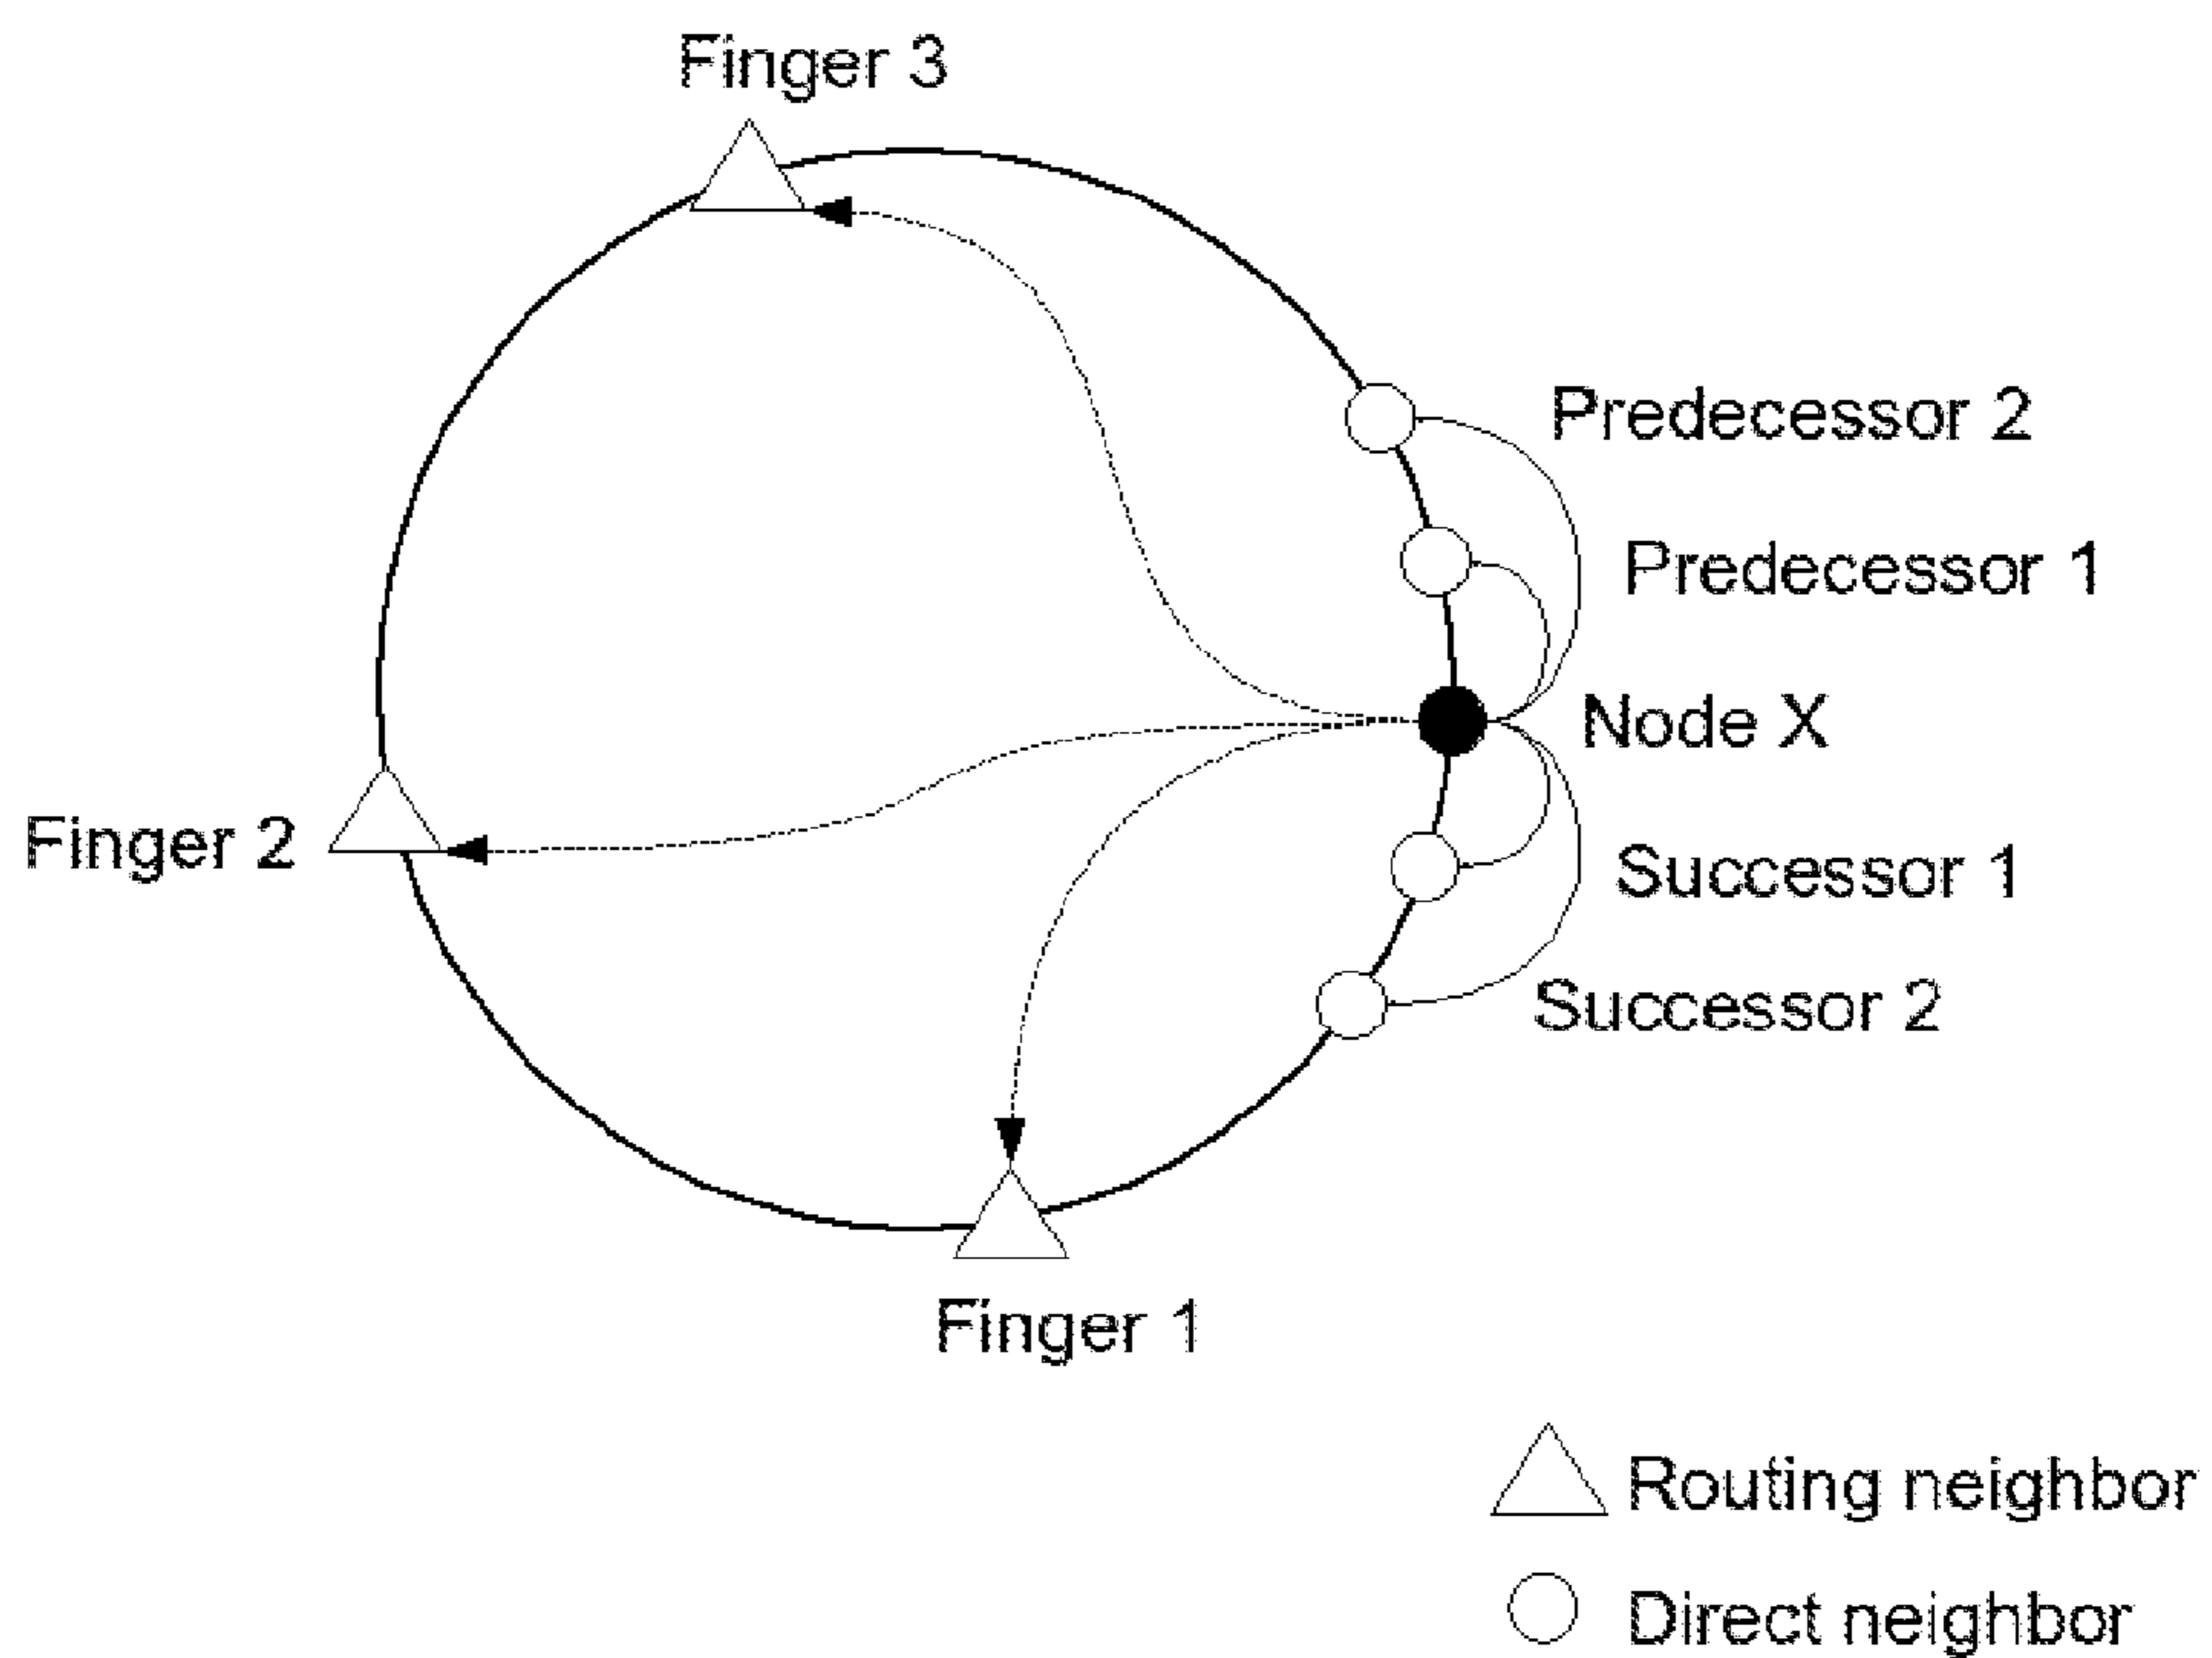 Finger 3
Predecessor 2
Predecessor 1
Node X
Finger 2
Successor 1
Successor 2
Finger 1
Routing neighbor
Direct neighbor